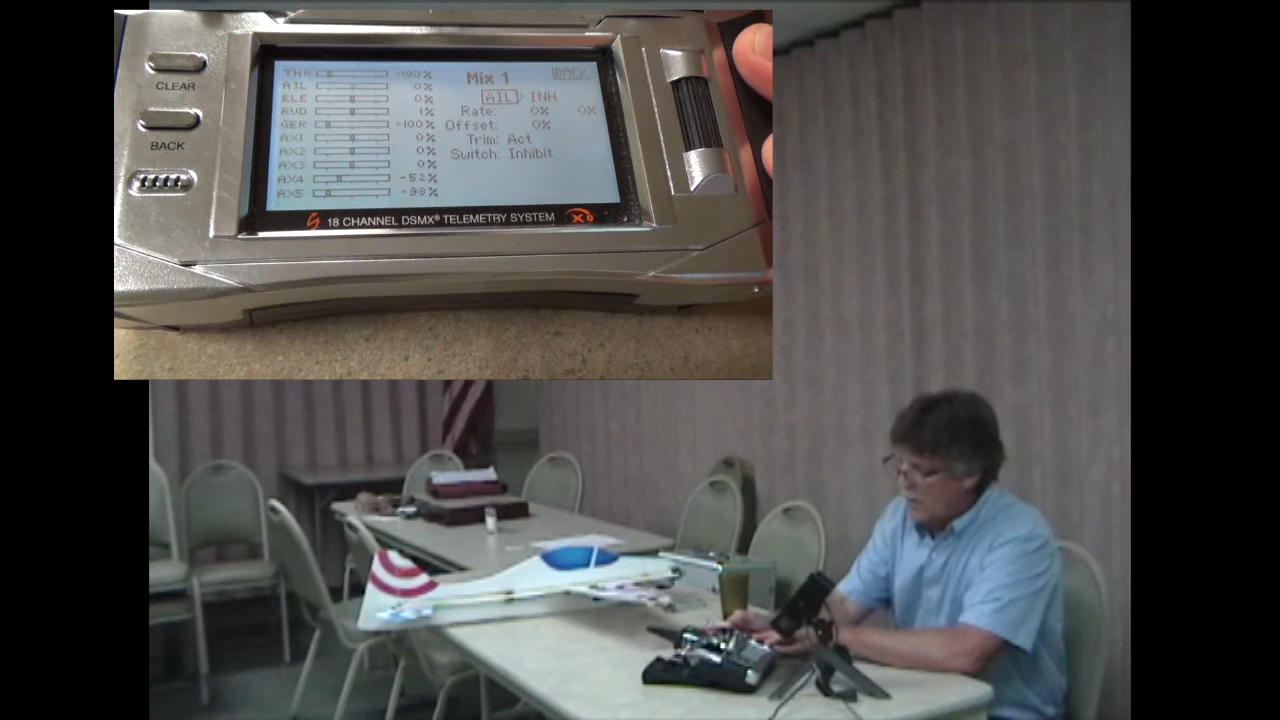 CLEAR
BACK
THR -100%
AIL 0%
ELE 0%
RUD 1%
GER -100%
AX1 0%
AX2 0%
AX3 0%
AX4 -52%
AX5 -99%
Mix 1
BACK
AIL > INH
Rate: 0% 0%
Offset: 0%
Trim: Act
Switch: Inhibit
18 CHANNEL DSMX® TELEMETRY SYSTEM